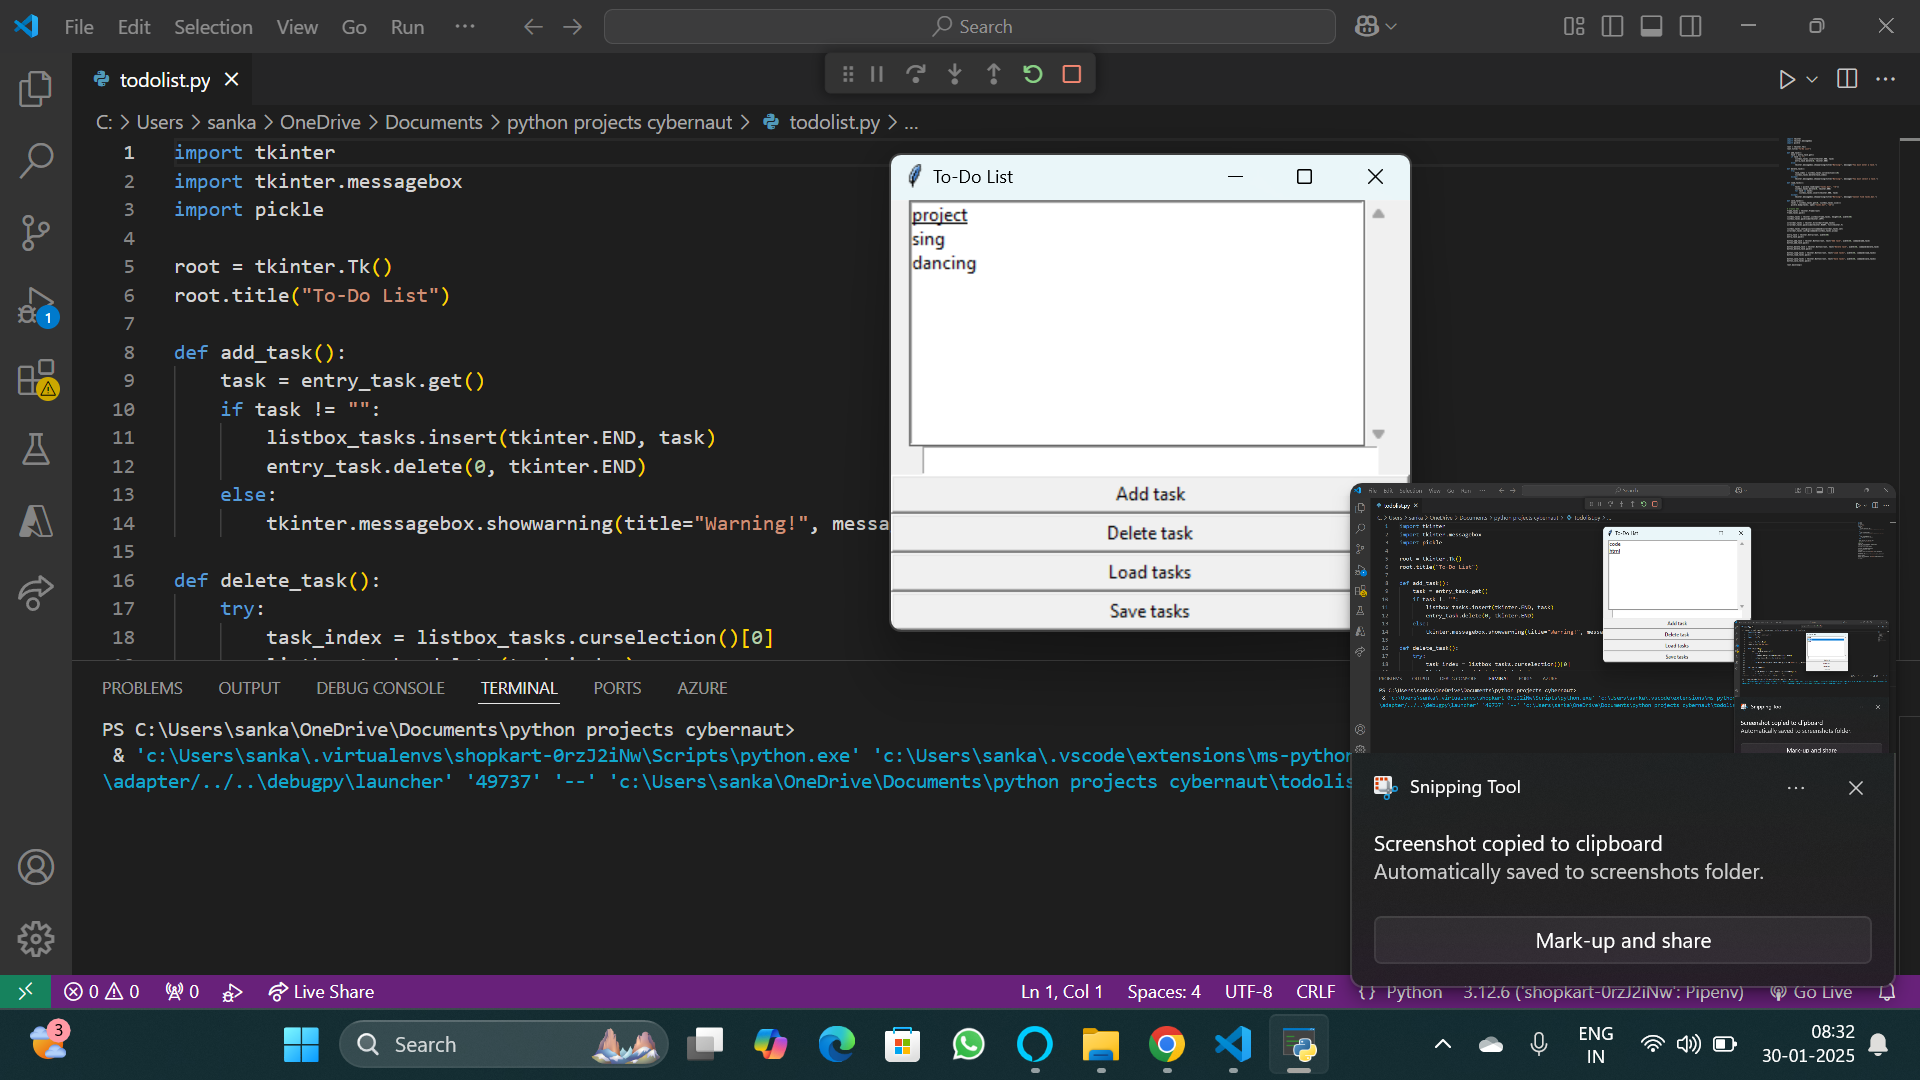 File Edit Selection View Go Run ··· Search
todolist.py
C: > Users > sanka > OneDrive > Documents > python projects cybernaut > todolist.py > ...
1 import tkinter
2 import tkinter.messagebox
3 import pickle
4
5 root = tkinter.Tk()
6 root.title("To-Do List")
7
8 def add_task():
9 task = entry_task.get()
10 if task != "":
11 listbox_tasks.insert(tkinter.END, task)
12 entry_task.delete(0, tkinter.END)
13 else:
14 tkinter.messagebox.showwarning(title="Warning!", messa
15
16 def delete_task():
17 try:
18 task_index = listbox_tasks.curselection()[0]
1
To-Do List
project
sing
dancing
Add task
Delete task
Load tasks
Save tasks
PROBLEMS OUTPUT DEBUG CONSOLE TERMINAL PORTS AZURE
PS C:\Users\sanka\OneDrive\Documents\python projects cybernaut>
& 'c:\Users\sanka\.virtualenvs\shopkart-0rzJ2iNw\Scripts\python.exe' 'c:\Users\sanka\.vscode\extensions\ms-python
\adapter/../..\debugpy\launcher' '49737' '--' 'c:\Users\sanka\OneDrive\Documents\python projects cybernaut\todolis
Snipping Tool
Screenshot copied to clipboard
Automatically saved to screenshots folder.
Mark-up and share
0 0 0 Live Share Ln 1, Col 1 Spaces: 4 UTF-8 CRLF {} Python 3.12.6 ('shopkart-0rzJ2iNw': Pipenv) Go Live
3 Search ENG 08:32
IN 30-01-2025